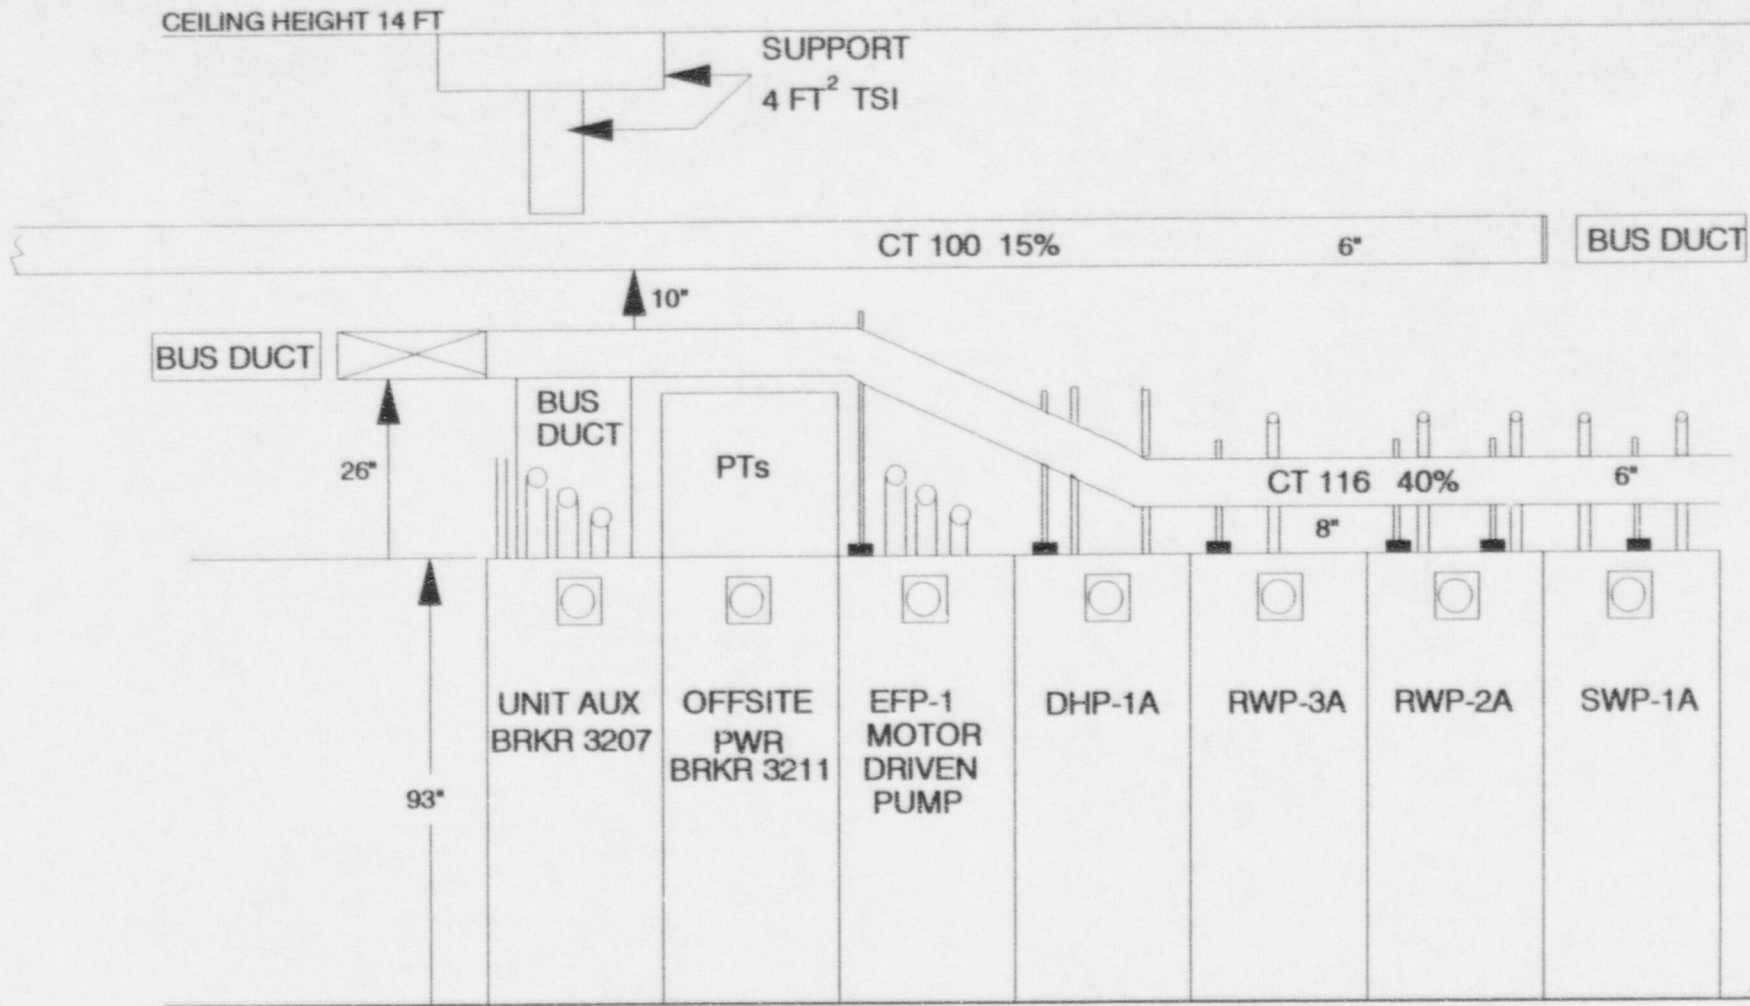 CEILING HEIGHT 14 FT
SUPPORT
4 FT² TSI
CT 100 15%
6"
BUS DUCT
10"
BUS DUCT
BUS
DUCT
26"
PTs
CT 116 40%
6"
8"
93"
UNIT AUX
BRKR 3207
OFFSITE
PWR
BRKR 3211
EFP-1
MOTOR
DRIVEN
PUMP
DHP-1A
RWP-3A
RWP-2A
SWP-1A